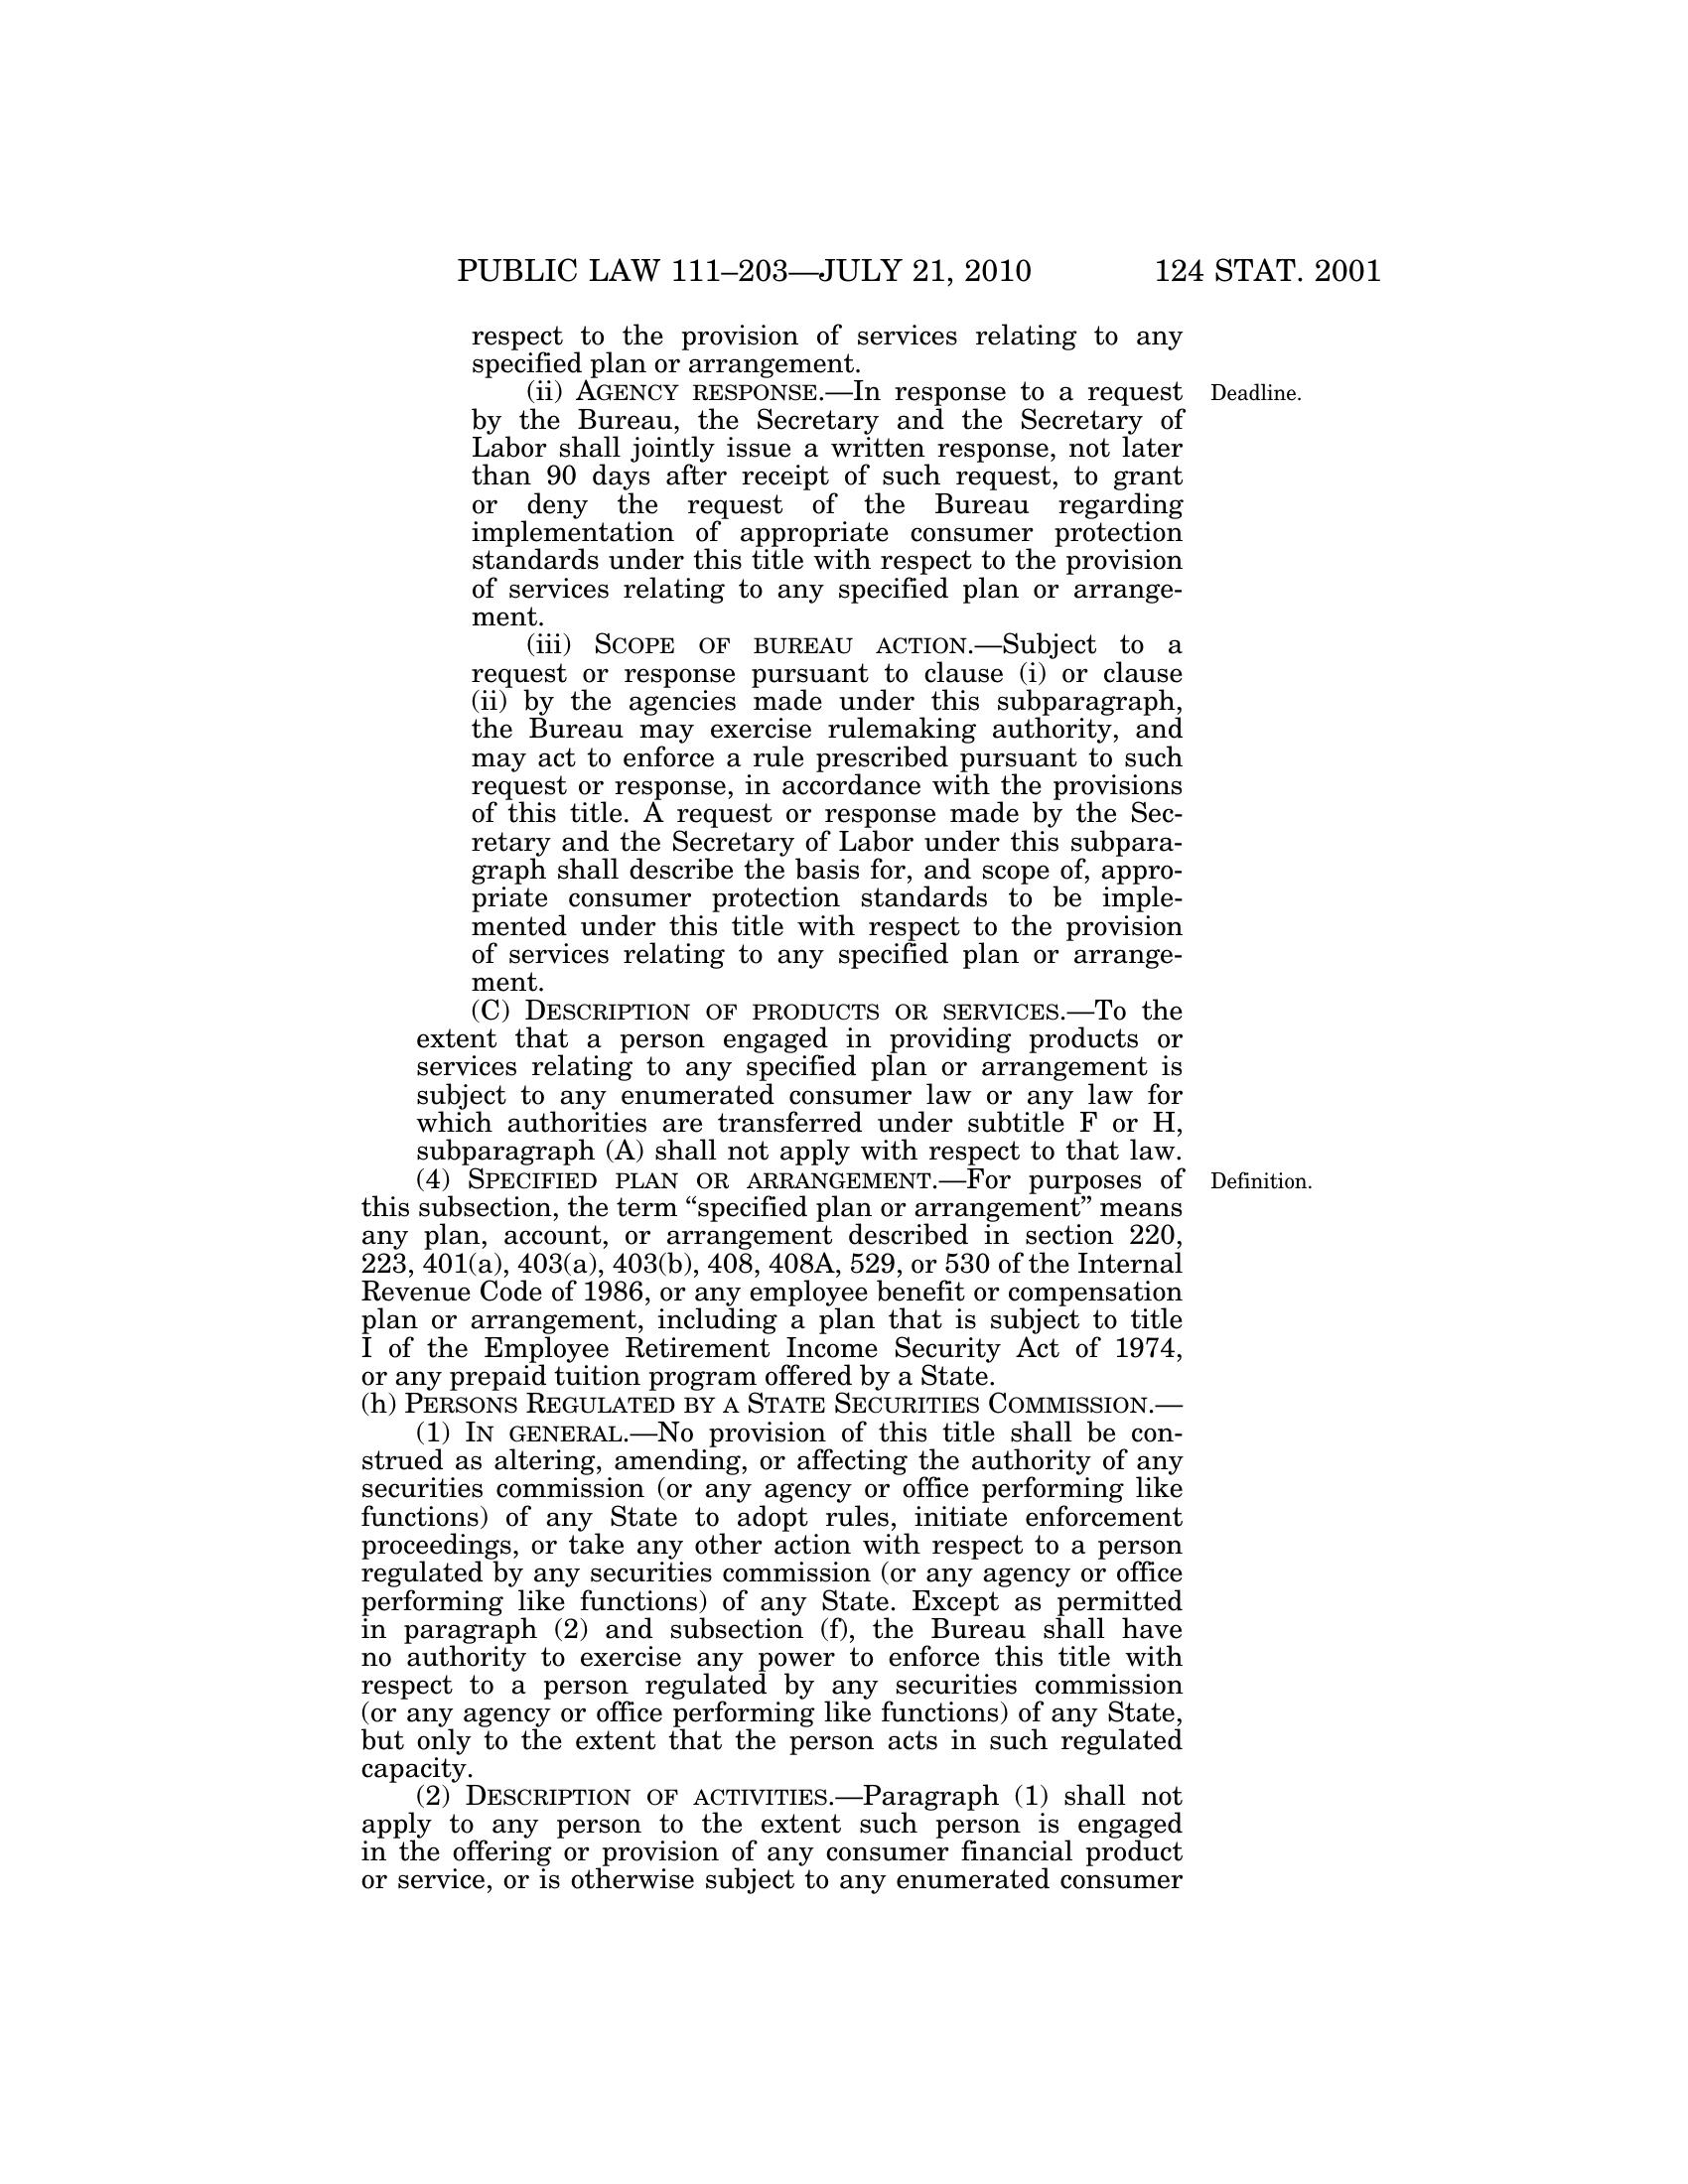 PUBLIC LAW 111–203—JULY 21, 2010 124 STAT. 2001
respect to the provision of services relating to any
specified plan or arrangement.
(ii) AGENCY RESPONSE.—In response to a request
Deadline.
by the Bureau, the Secretary and the Secretary of
Labor shall jointly issue a written response, not later
than 90 days after receipt of such request, to grant
or deny the request of the Bureau regarding
implementation of appropriate consumer protection
standards under this title with respect to the provision
of services relating to any specified plan or arrange-
ment.
(iii) SCOPE OF BUREAU ACTION.—Subject to a
request or response pursuant to clause (i) or clause
(ii) by the agencies made under this subparagraph,
the Bureau may exercise rulemaking authority, and
may act to enforce a rule prescribed pursuant to such
request or response, in accordance with the provisions
of this title. A request or response made by the Sec-
retary and the Secretary of Labor under this subpara-
graph shall describe the basis for, and scope of, appro-
priate consumer protection standards to be imple-
mented under this title with respect to the provision
of services relating to any specified plan or arrange-
ment.
(C) DESCRIPTION OF PRODUCTS OR SERVICES.—To the
extent that a person engaged in providing products or
services relating to any specified plan or arrangement is
subject to any enumerated consumer law or any law for
which authorities are transferred under subtitle F or H,
subparagraph (A) shall not apply with respect to that law.
(4) SPECIFIED PLAN OR ARRANGEMENT.—For purposes of
Definition.
this subsection, the term “specified plan or arrangement” means
any plan, account, or arrangement described in section 220,
223, 401(a), 403(a), 403(b), 408, 408A, 529, or 530 of the Internal
Revenue Code of 1986, or any employee benefit or compensation
plan or arrangement, including a plan that is subject to title
I of the Employee Retirement Income Security Act of 1974,
or any prepaid tuition program offered by a State.
(h) PERSONS REGULATED BY A STATE SECURITIES COMMISSION.—
(1) IN GENERAL.—No provision of this title shall be con-
strued as altering, amending, or affecting the authority of any
securities commission (or any agency or office performing like
functions) of any State to adopt rules, initiate enforcement
proceedings, or take any other action with respect to a person
regulated by any securities commission (or any agency or office
performing like functions) of any State. Except as permitted
in paragraph (2) and subsection (f), the Bureau shall have
no authority to exercise any power to enforce this title with
respect to a person regulated by any securities commission
(or any agency or office performing like functions) of any State,
but only to the extent that the person acts in such regulated
capacity.
(2) DESCRIPTION OF ACTIVITIES.—Paragraph (1) shall not
apply to any person to the extent such person is engaged
in the offering or provision of any consumer financial product
or service, or is otherwise subject to any enumerated consumer